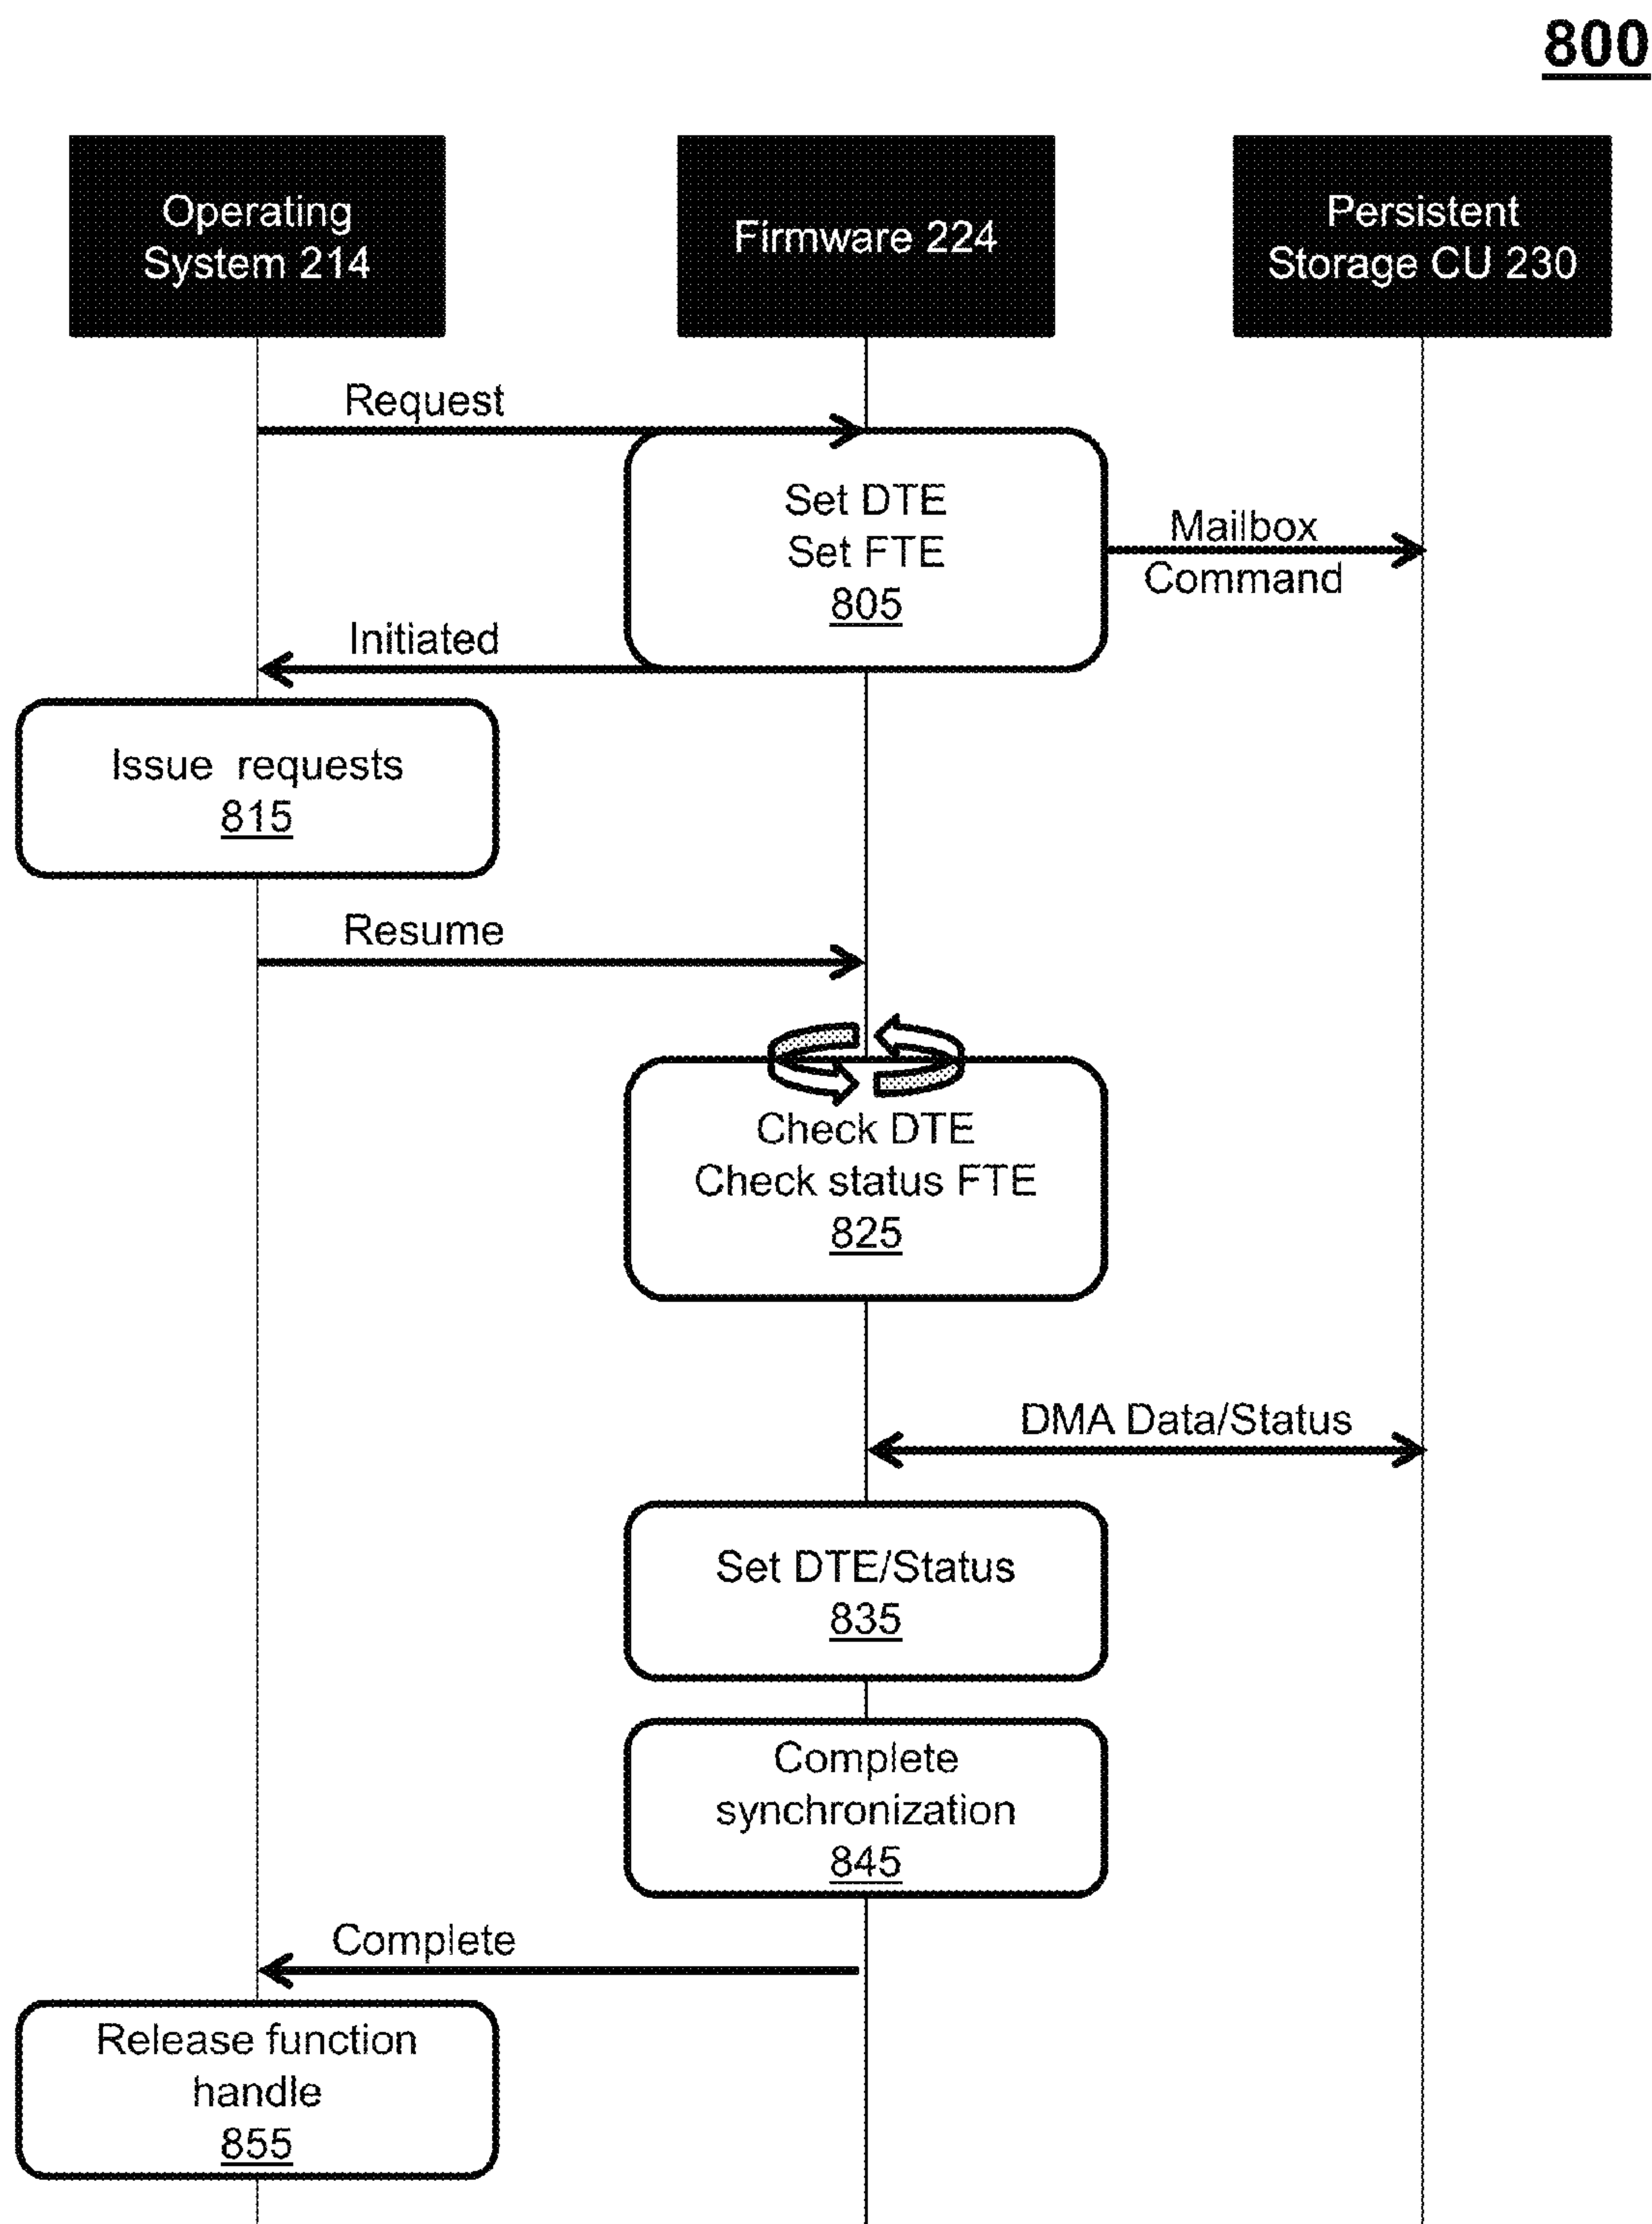 800
Operating
System 214
Firmware 224
Persistent
Storage CU 230
Request
Set DTE
Set FTE
805
Mailbox
Command
Initiated
Issue requests
815
Resume
Check DTE
Check status FTE
825
DMA Data/Status
Set DTE/Status
835
Complete
synchronization
845
Complete
Release function
handle
855